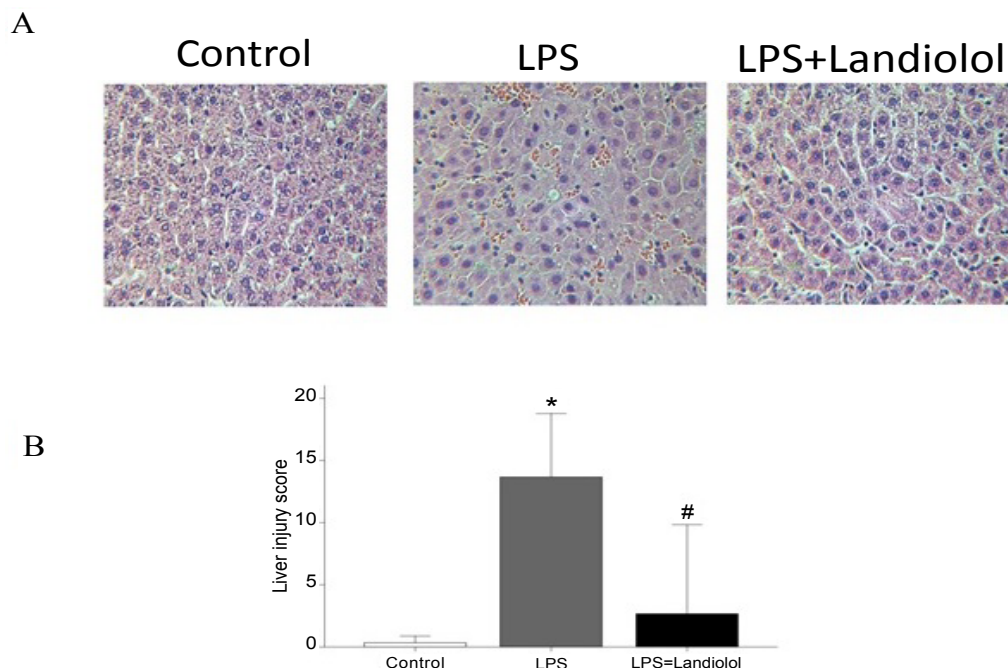 A
Control
LPS
LPS+Landiolol
B
20
15
10
5
0
Liver injury score
*
#
Control
LPS
LPS=Landiolol